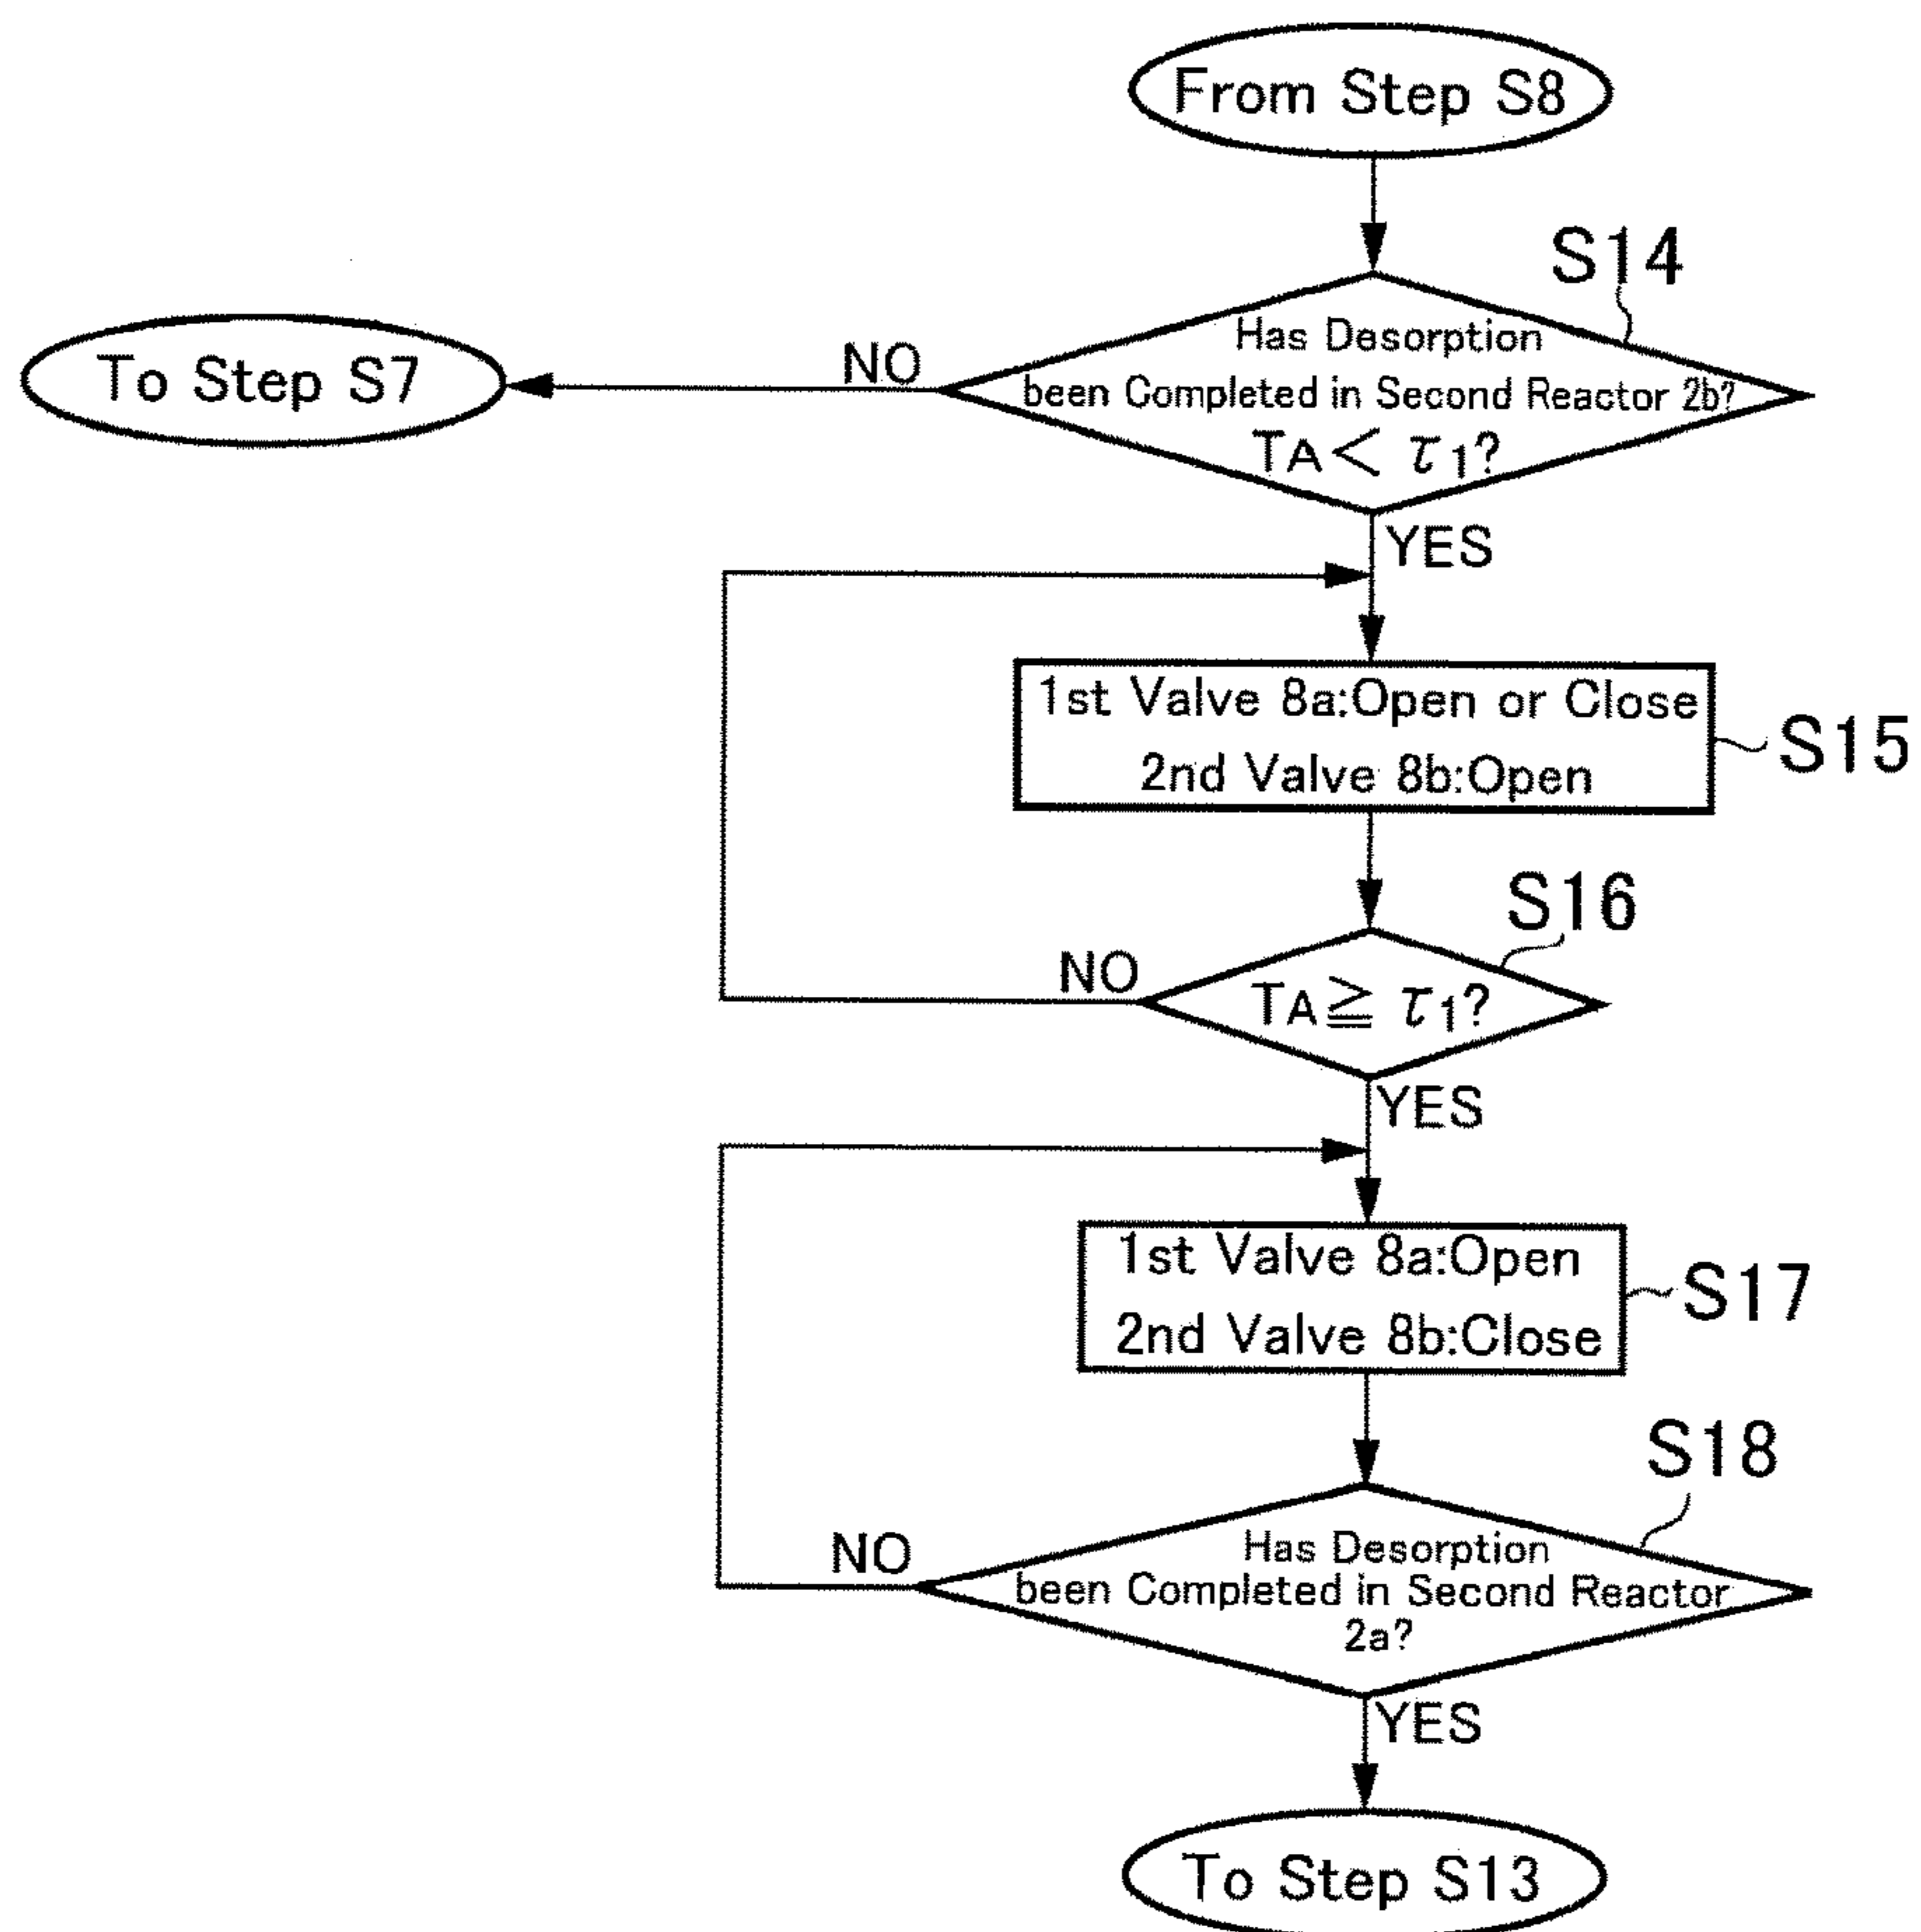 From Step S8
S14
Has Desorption
been Completed in Second Reactor 2b?
TA< τ1?
NO
To Step S7
YES
1st Valve 8a:Open or Close
2nd Valve 8b:Open
S15
S16
TA≧ τ1?
NO
YES
1st Valve 8a:Open
2nd Valve 8b:Close
S17
S18
Has Desorption
been Completed in Second Reactor
2a?
NO
YES
To Step S13